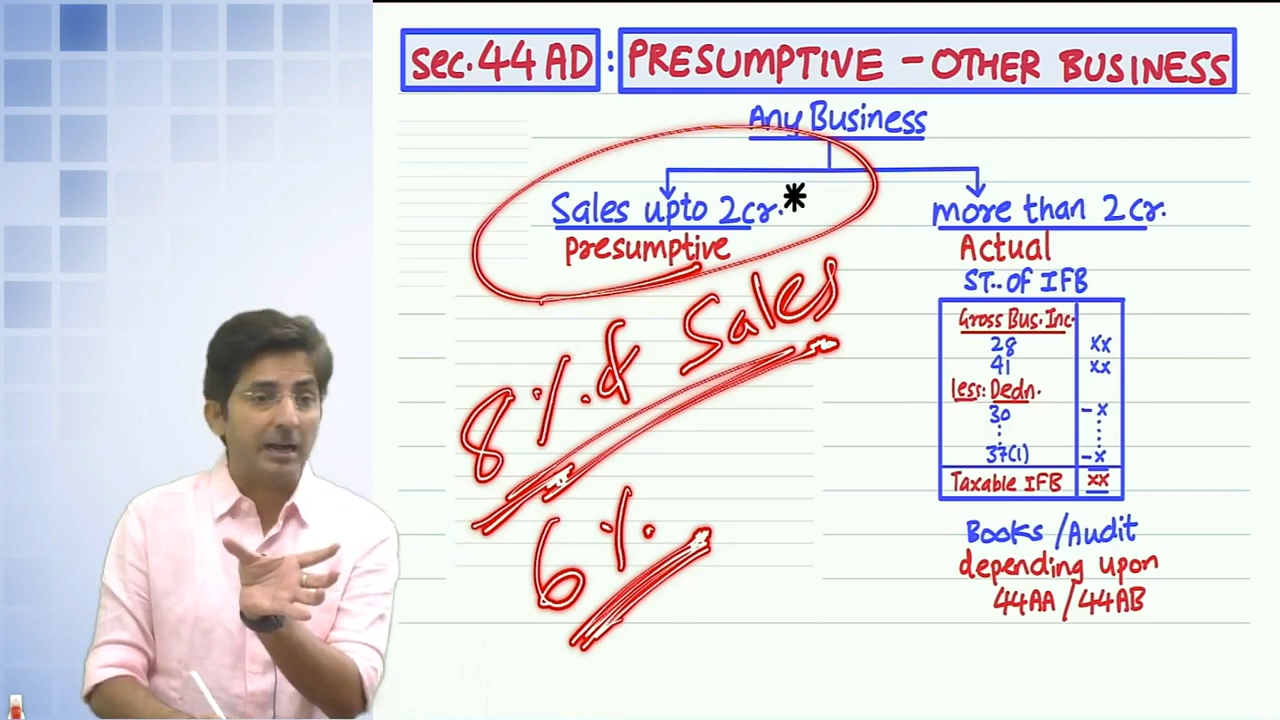 sec.44AD : PRESUMPTIVE - OTHER BUSINESS
Any Business
Sales upto 2cr.*
presumptive
8% of Sales
6%
more than 2cr.
Actual
ST.. OF IFB
Gross Bus. Inc.
28 xx
41 xx
less: Dedn.
30 -x
⋮ ⋮
37(1) -x
Taxable IFB xx
Books /Audit
depending upon
44AA / 44AB